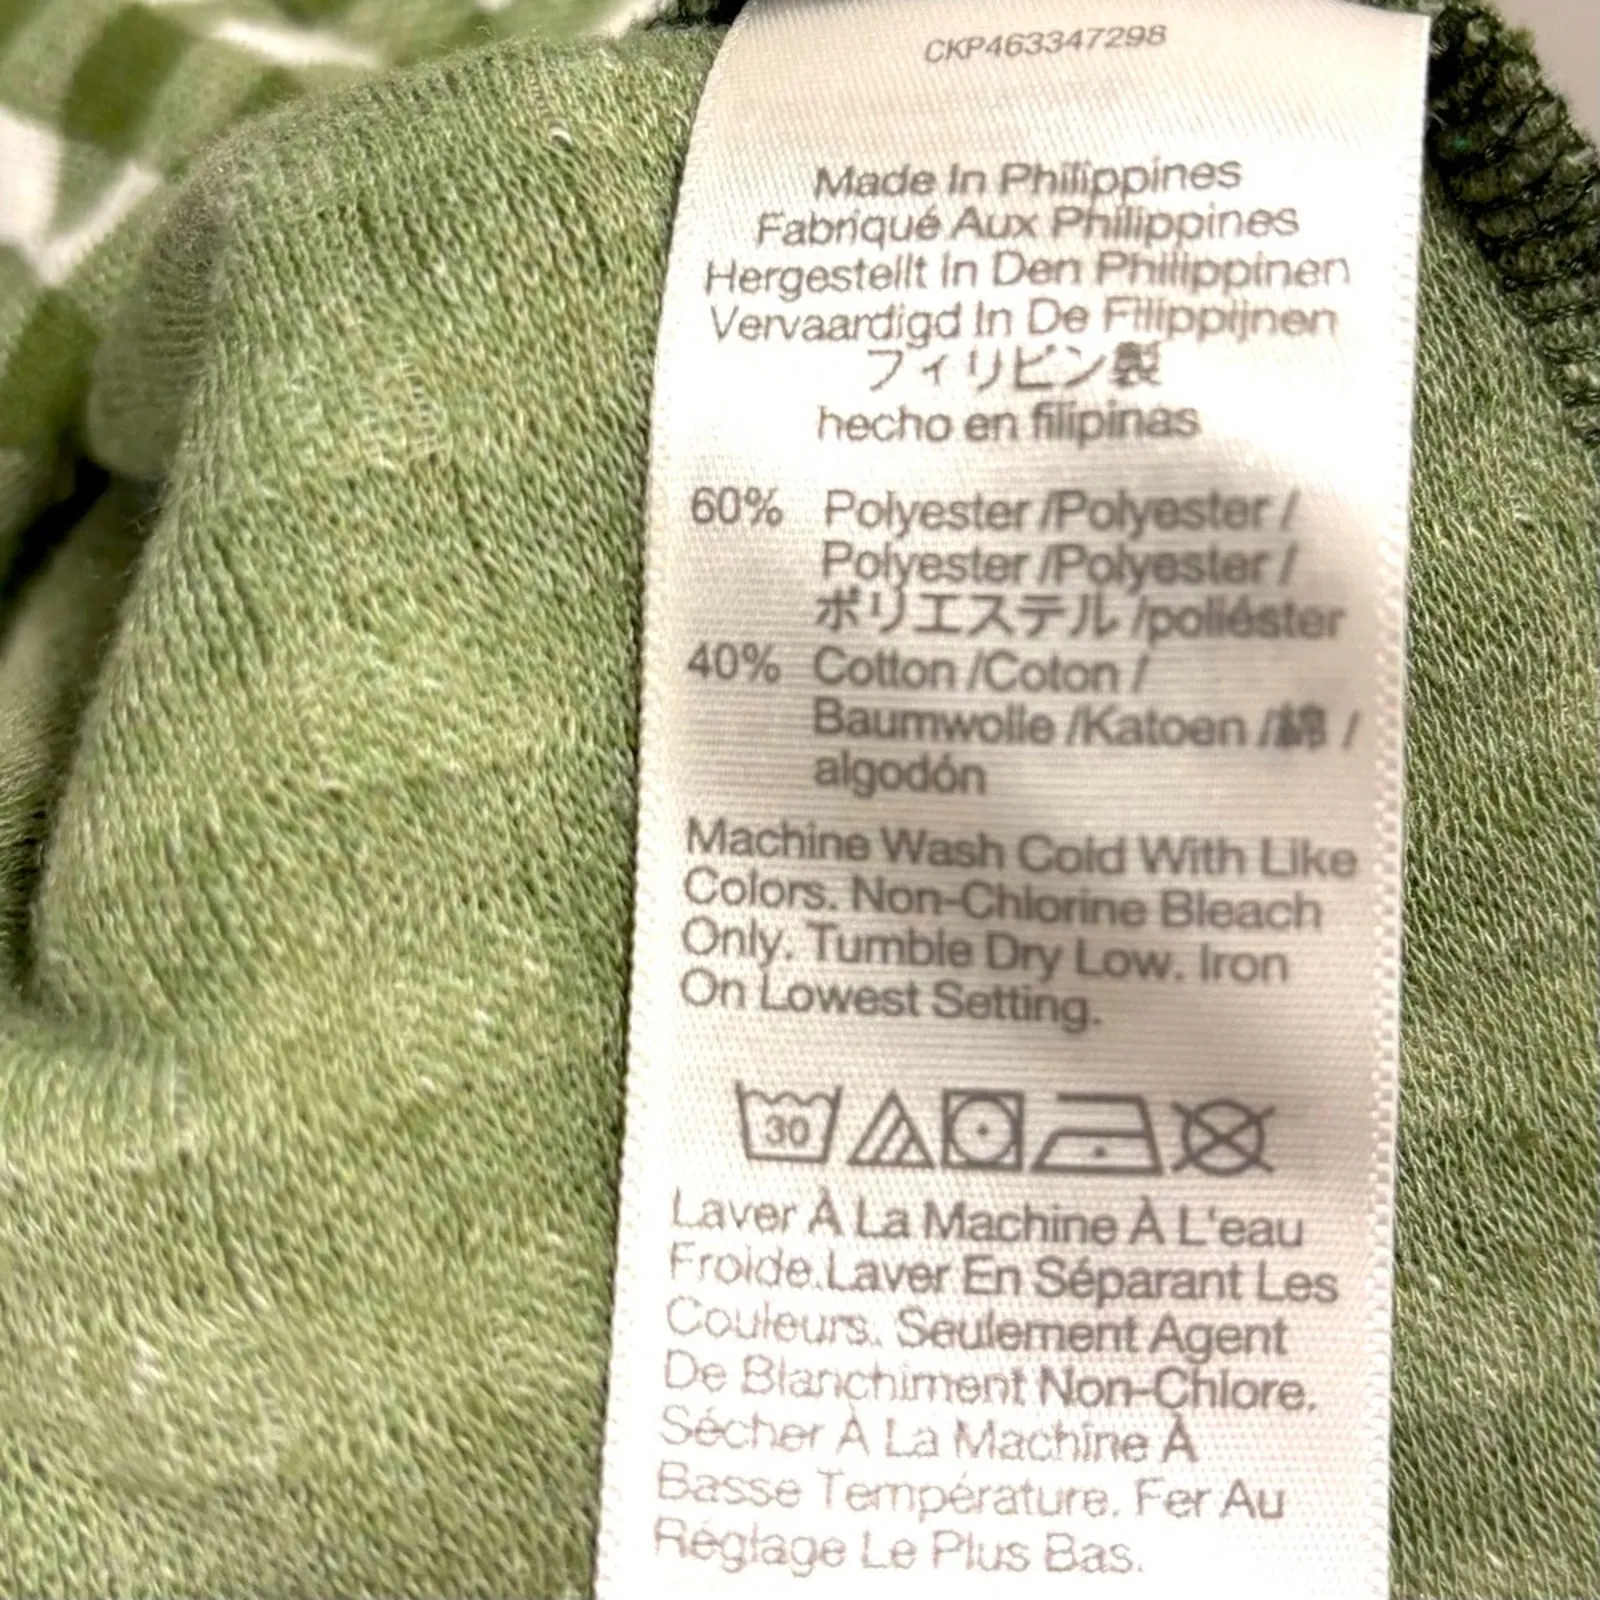 CKP463347298
Made In Philippines
Fabriqué Aux Philippines
Hergestellt In Den Philippinen
Vervaardigd In De Filippijnen
フィリピン製
hecho en filipinas
60% Polyester /Polyester /
Polyester /Polyester /
ポリエステル /poliéster
40% Cotton /Coton /
Baumwolle /Katoen /綿 /
algodón
Machine Wash Cold With Like
Colors. Non-Chlorine Bleach
Only. Tumble Dry Low. Iron
On Lowest Setting.
30
Laver À La Machine À L'eau
Froide.Laver En Séparant Les
Couleurs. Seulement Agent
De Blanchiment Non-Chlore.
Sécher À La Machine À
Basse Température. Fer Au
Réglage Le Plus Bas.